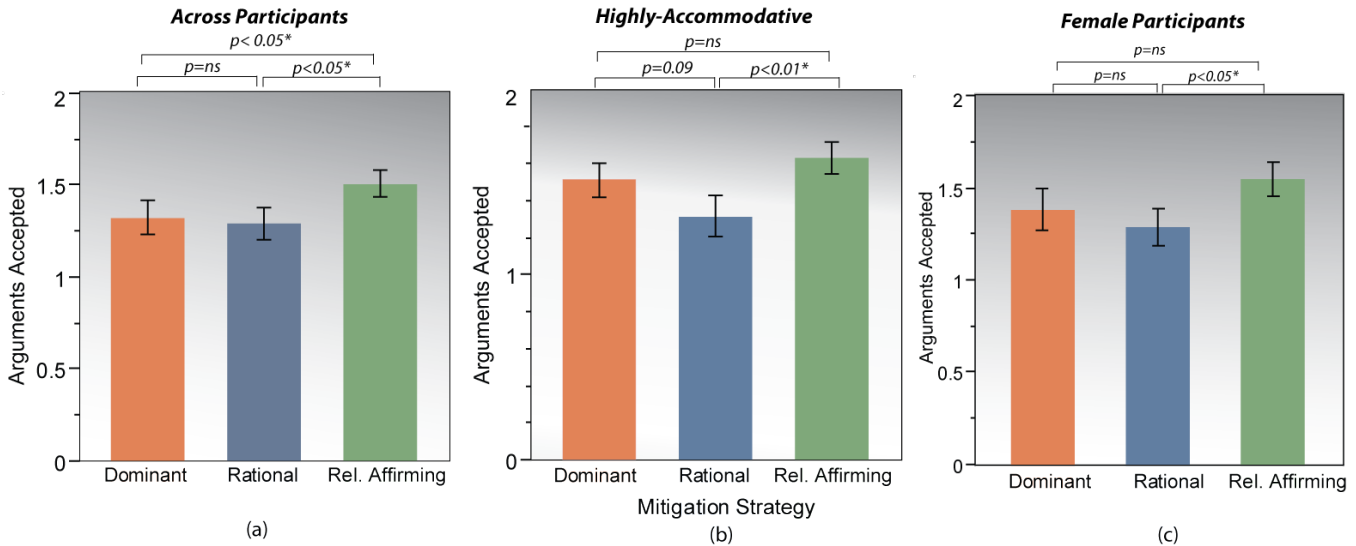 Across Participants
p< 0.05*
p=ns
p<0.05*
2
1.5
1
0.5
0
Arguments Accepted
Dominant
Rational
Rel. Affirming
(a)
Highly-Accommodative
p=ns
p=0.09
p<0.01*
2
1
0
Arguments Accepted
Dominant
Rational
Rel. Affirming
Mitigation Strategy
(b)
Female Participants
p=ns
p=ns
p<0.05*
2
1.5
1
0.5
0
Arguments Accepted
Dominant
Rational
Rel. Affirming
(c)